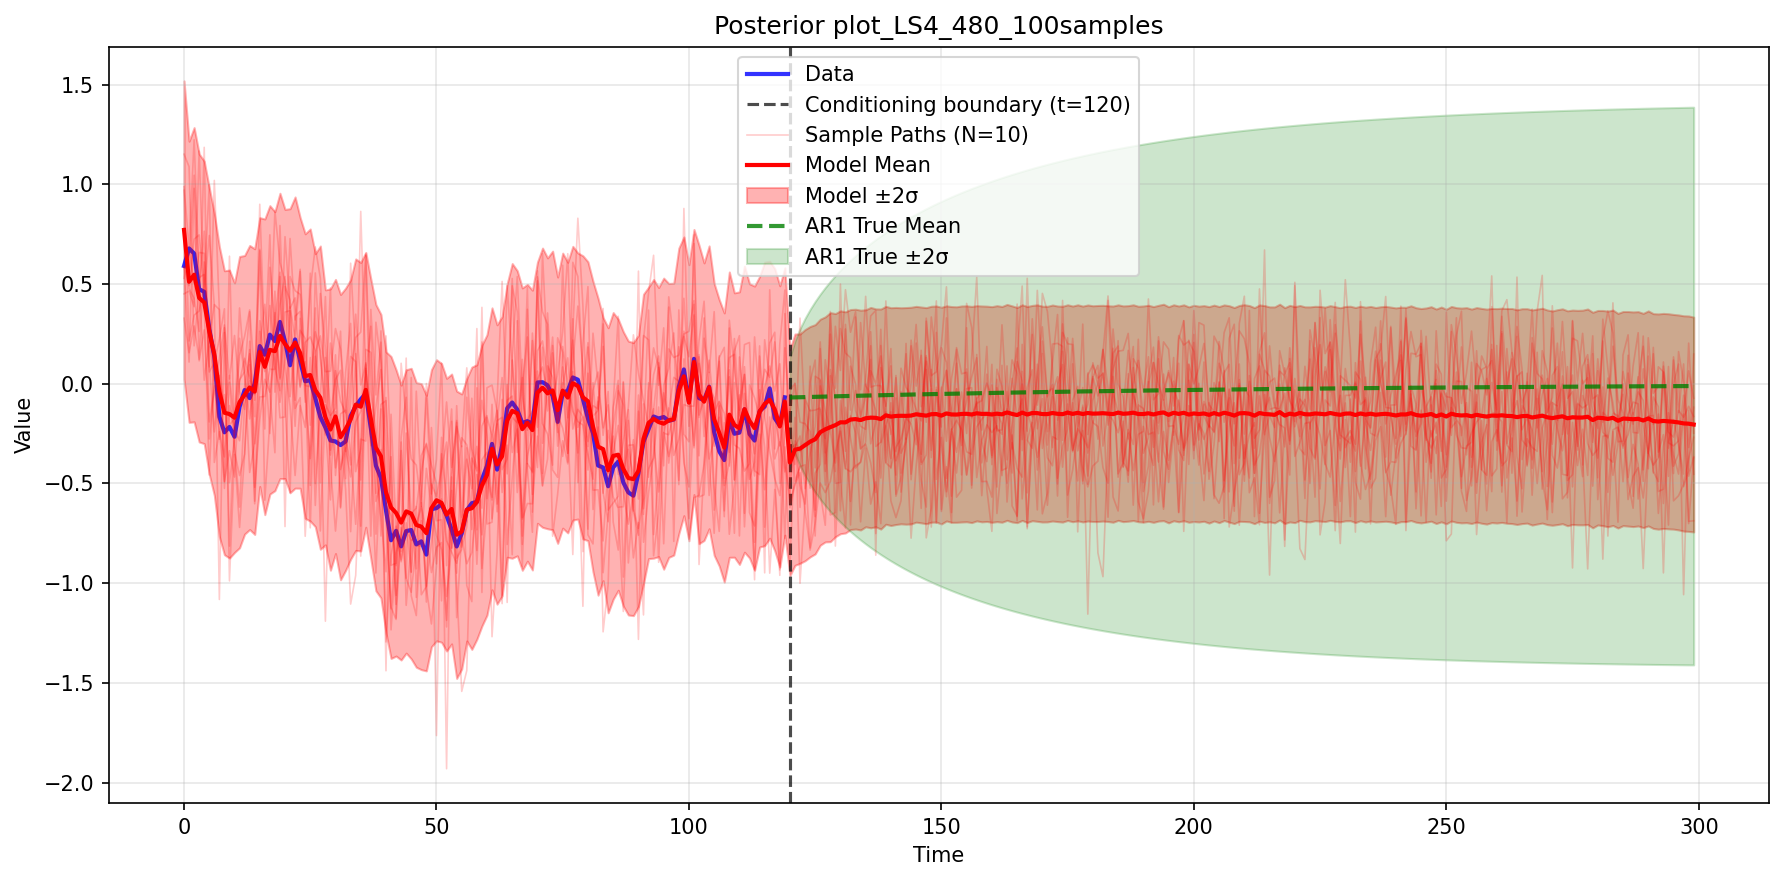 Posterior plot_LS4_480_100samples
Data
Conditioning boundary (t=120)
Sample Paths (N=10)
Model Mean
Model ±2σ
AR1 True Mean
AR1 True ±2σ
Value
1.5
1.0
0.5
0.0
−0.5
−1.0
−1.5
−2.0
0 50 100 150 200 250 300
Time